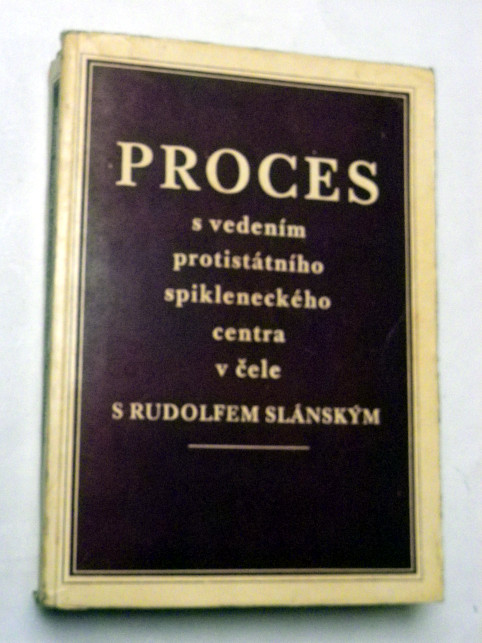 PROCES
s vedením
protistátního
spikleneckého
centra
v čele
S RUDOLFEM SLÁNSKÝM